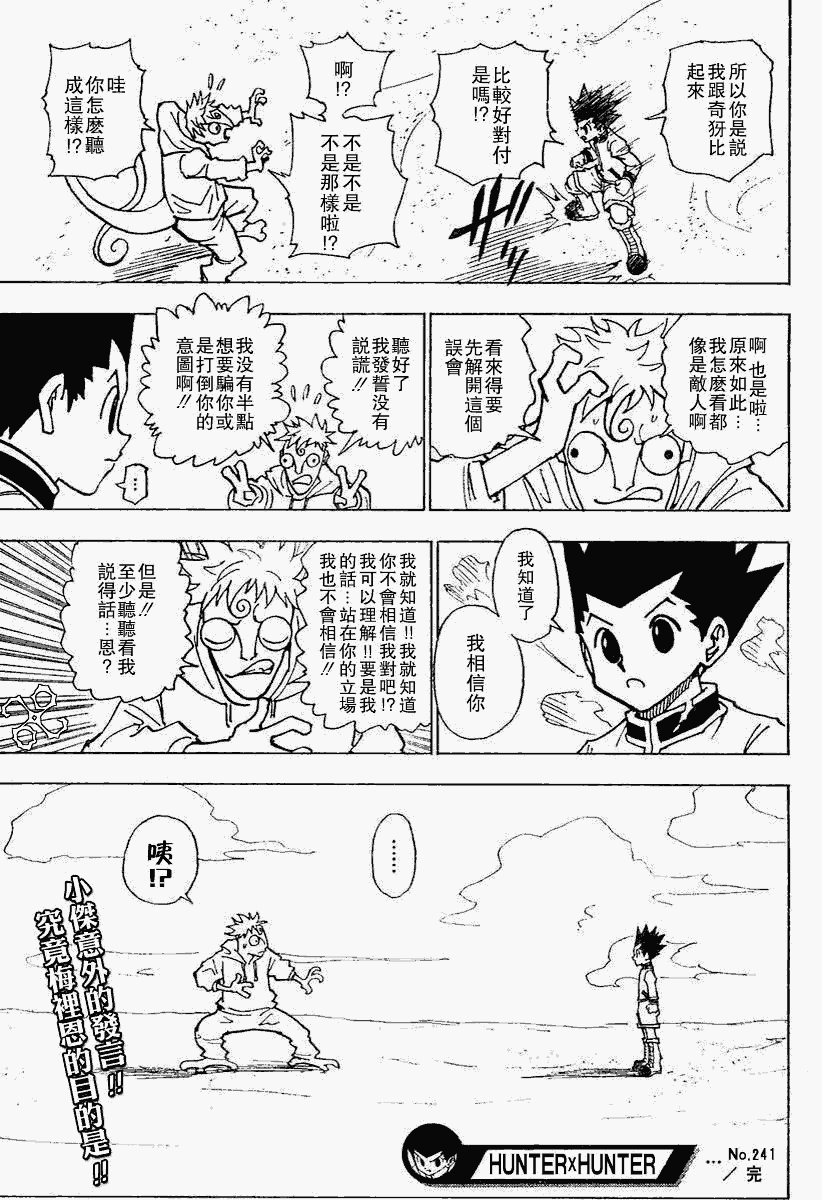 所以你是説
我跟奇犽比
起來
比較好對付
是嗎!?
啊!?
不是不是
不是那樣啦!?
哇
你怎麽聽
成這樣!?
啊 也是啦…
原來如此…
我怎麽看都
像是敵人啊
看來得要
先解開這個
誤會
聽好了
我發誓没有
説謊!!
我没有半點
想要騙你或
是打倒你的
意圖啊!!
…
我知道
了
我相信你
我就知道!!我就知道
你不會相信我對吧!?
我可以理解!!要是我
的話…站在你的立場
我也不會相信!!
但是!!
至少聽聽看我
説得話…恩?
……
咦!?
小傑意外的發言!!
究竟梅裡恩的目的是!!
HUNTER×HUNTER
… No.241
／完